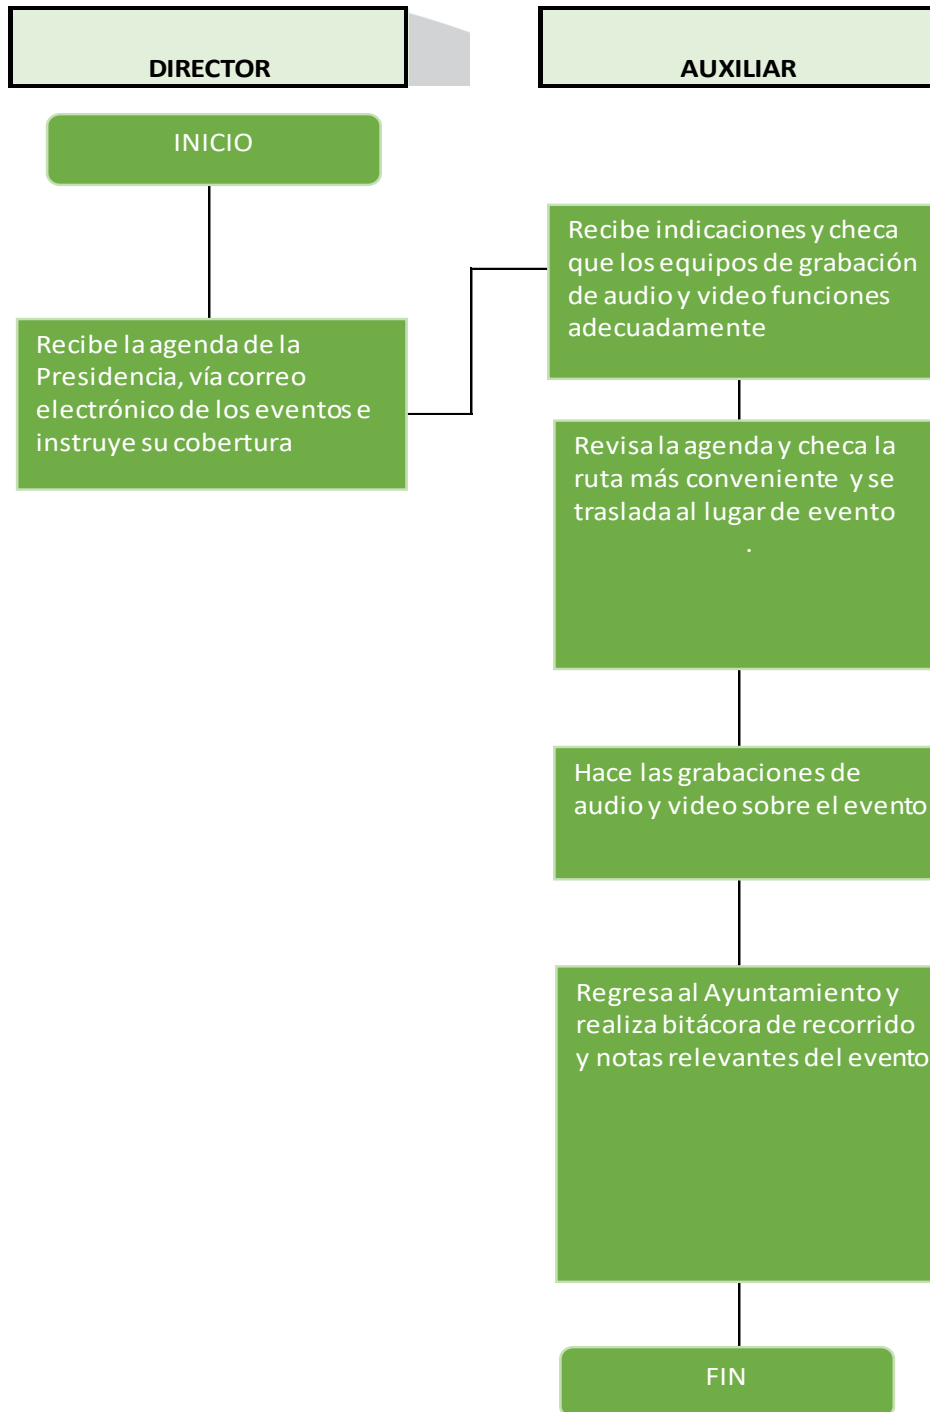 DIRECTOR
AUXILIAR
INICIO
Recibe la agenda de la
Presidencia, vía correo
electrónico de los eventos e
instruye su cobertura
Recibe indicaciones y checa
que los equipos de grabación
de audio y video funciones
adecuadamente
Revisa la agenda y checa la
ruta más conveniente y se
traslada al lugar de evento
.
Hace las grabaciones de
audio y video sobre el evento
Regresa al Ayuntamiento y
realiza bitácora de recorrido
y notas relevantes del evento
FIN